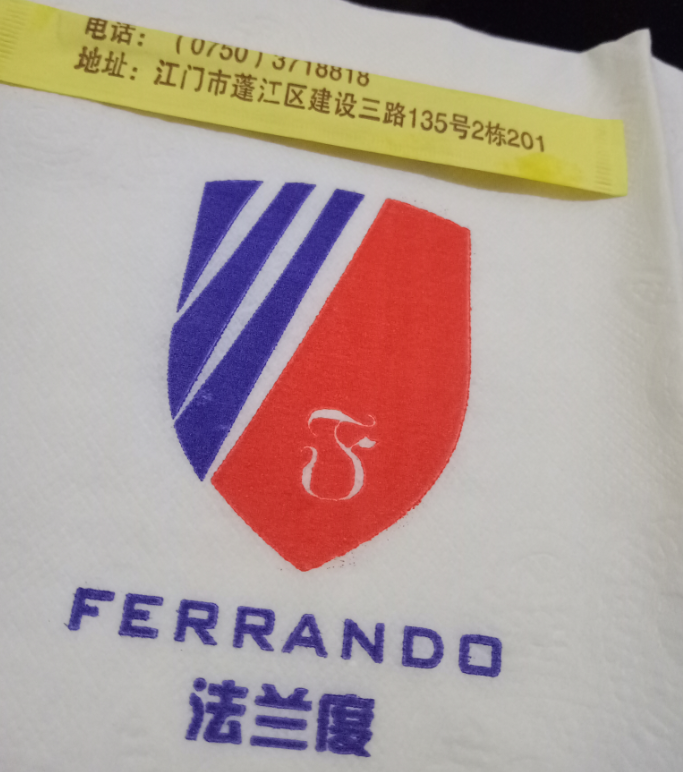 电话： (0750) 3718818
地址：江门市蓬江区建设三路135号2栋201
F
FERRANDO
法兰度